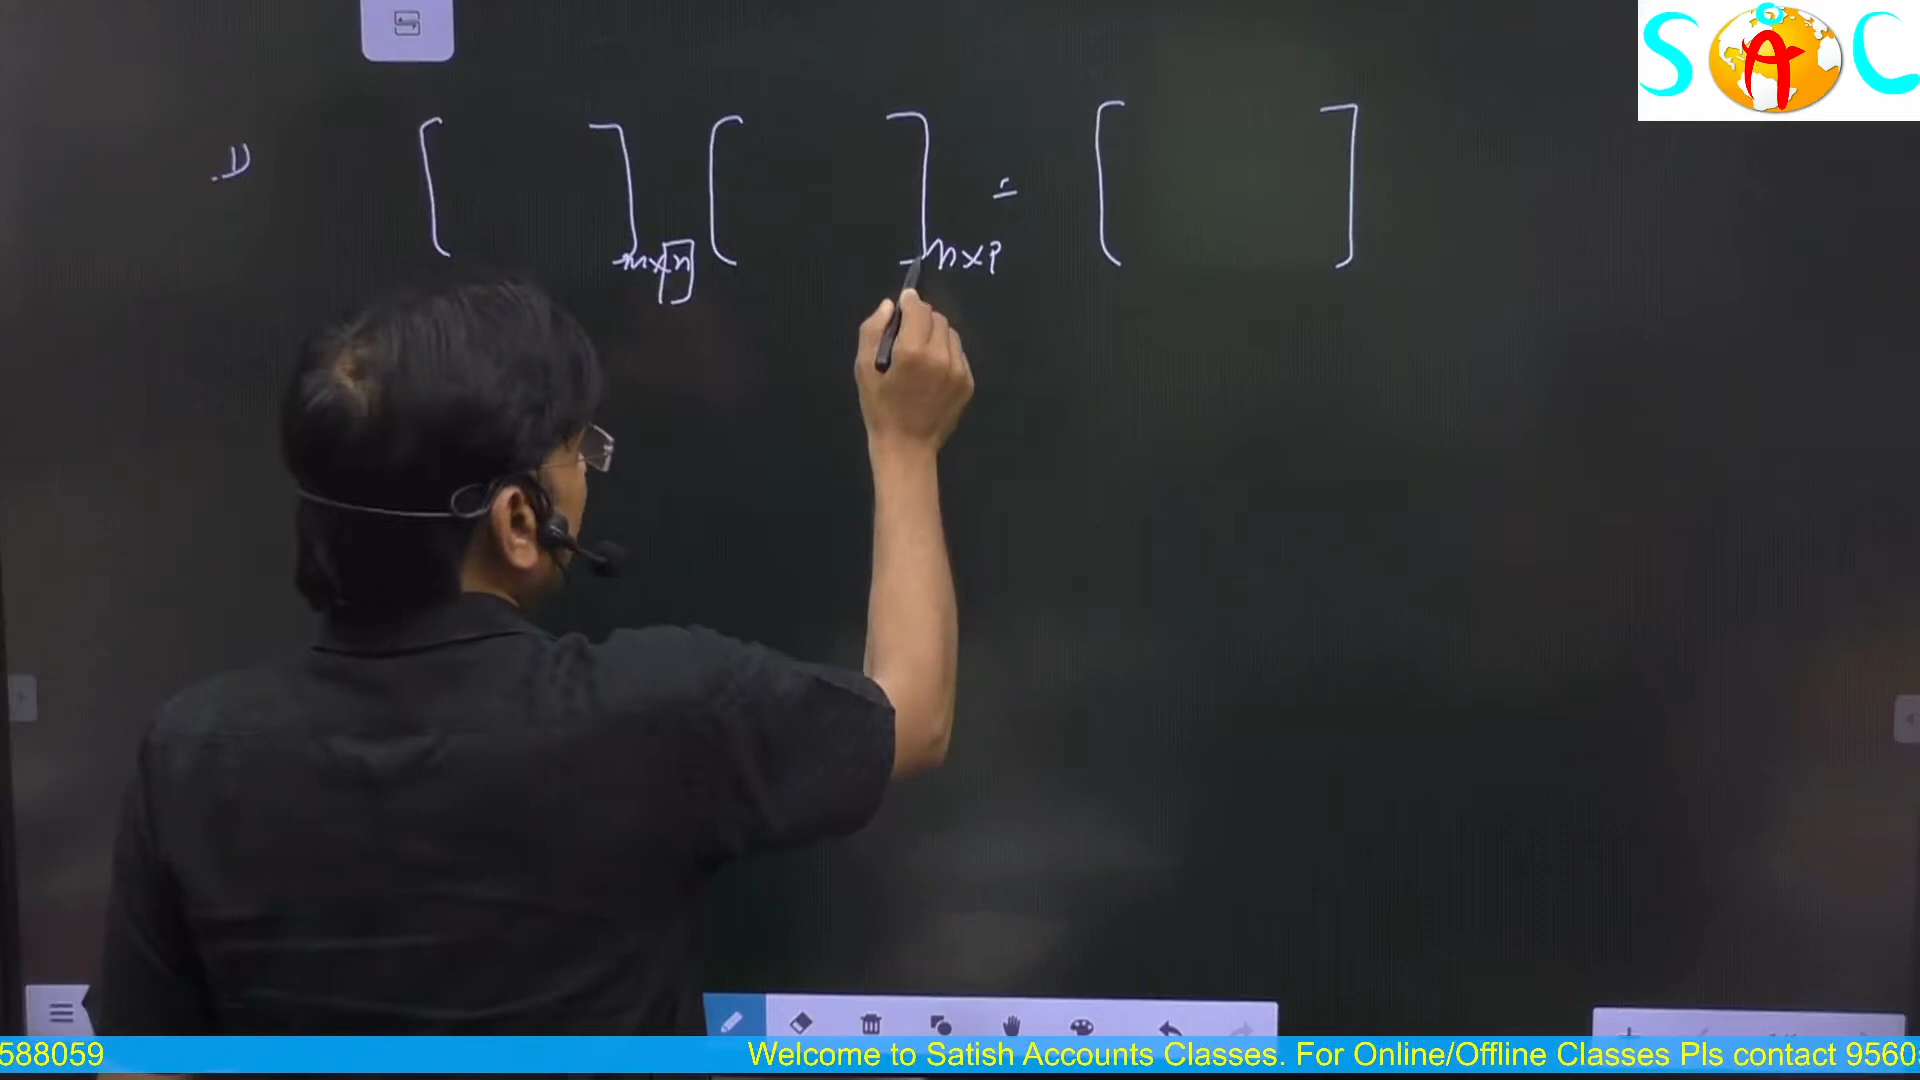 SAC
1) [ ]m×n [ ]n×p = [ ]
588059 Welcome to Satish Accounts Classes. For Online/Offline Classes Pls contact 9560